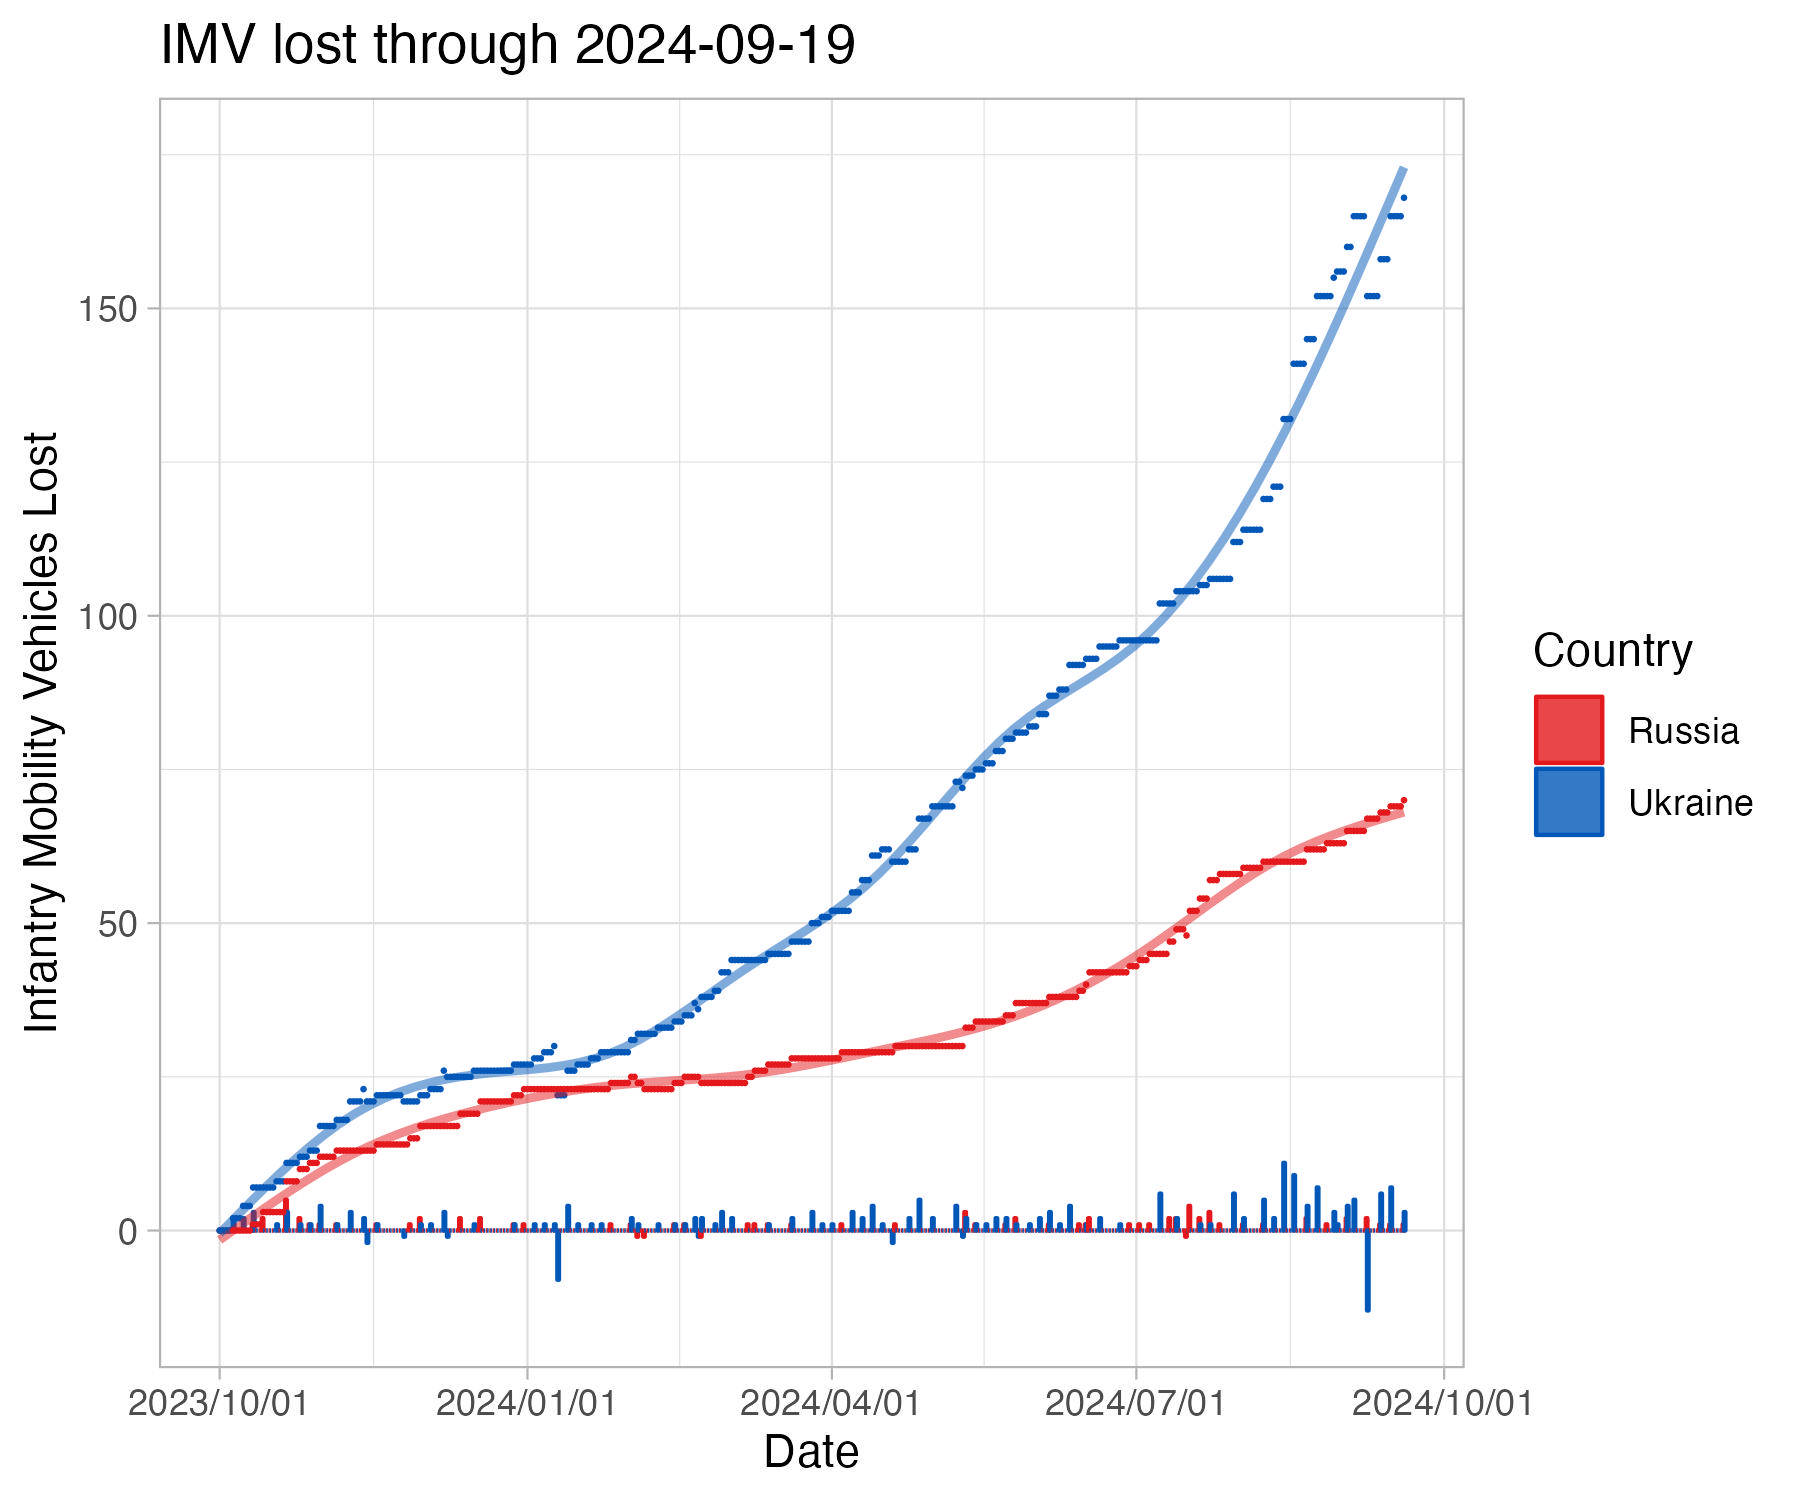 IMV lost through 2024-09-19
Infantry Mobility Vehicles Lost
150
100
50
0
2023/10/01
2024/01/01
2024/04/01
2024/07/01
2024/10/01
Date
Country
Russia
Ukraine